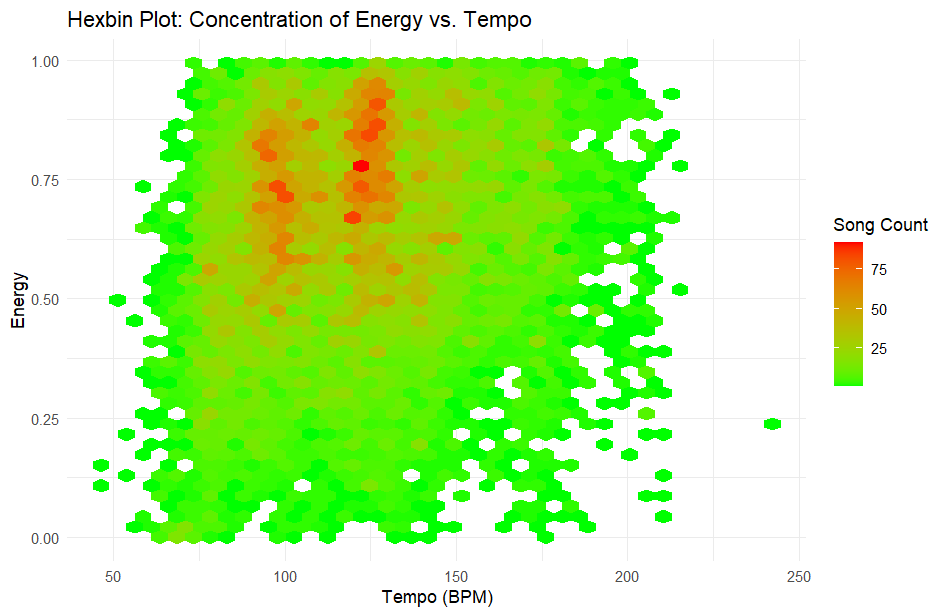 Hexbin Plot: Concentration of Energy vs. Tempo
1.00
0.75
0.50
0.25
0.00
Energy
50 100 150 200 250
Tempo (BPM)
Song Count
75
50
25